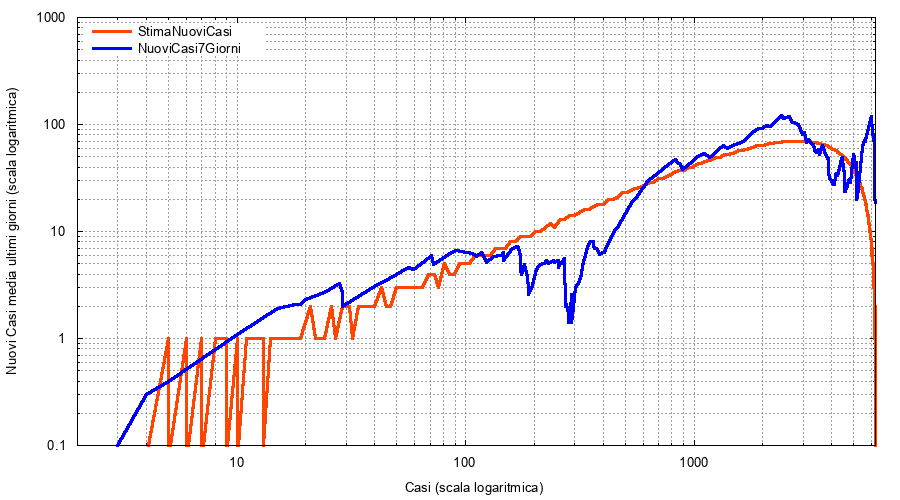 1000
100
10
1
0.1
10
100
1000
StimaNuoviCasi
NuoviCasi7Giorni
Nuovi Casi media ultimi giorni (scala logaritmica)
Casi (scala logaritmica)